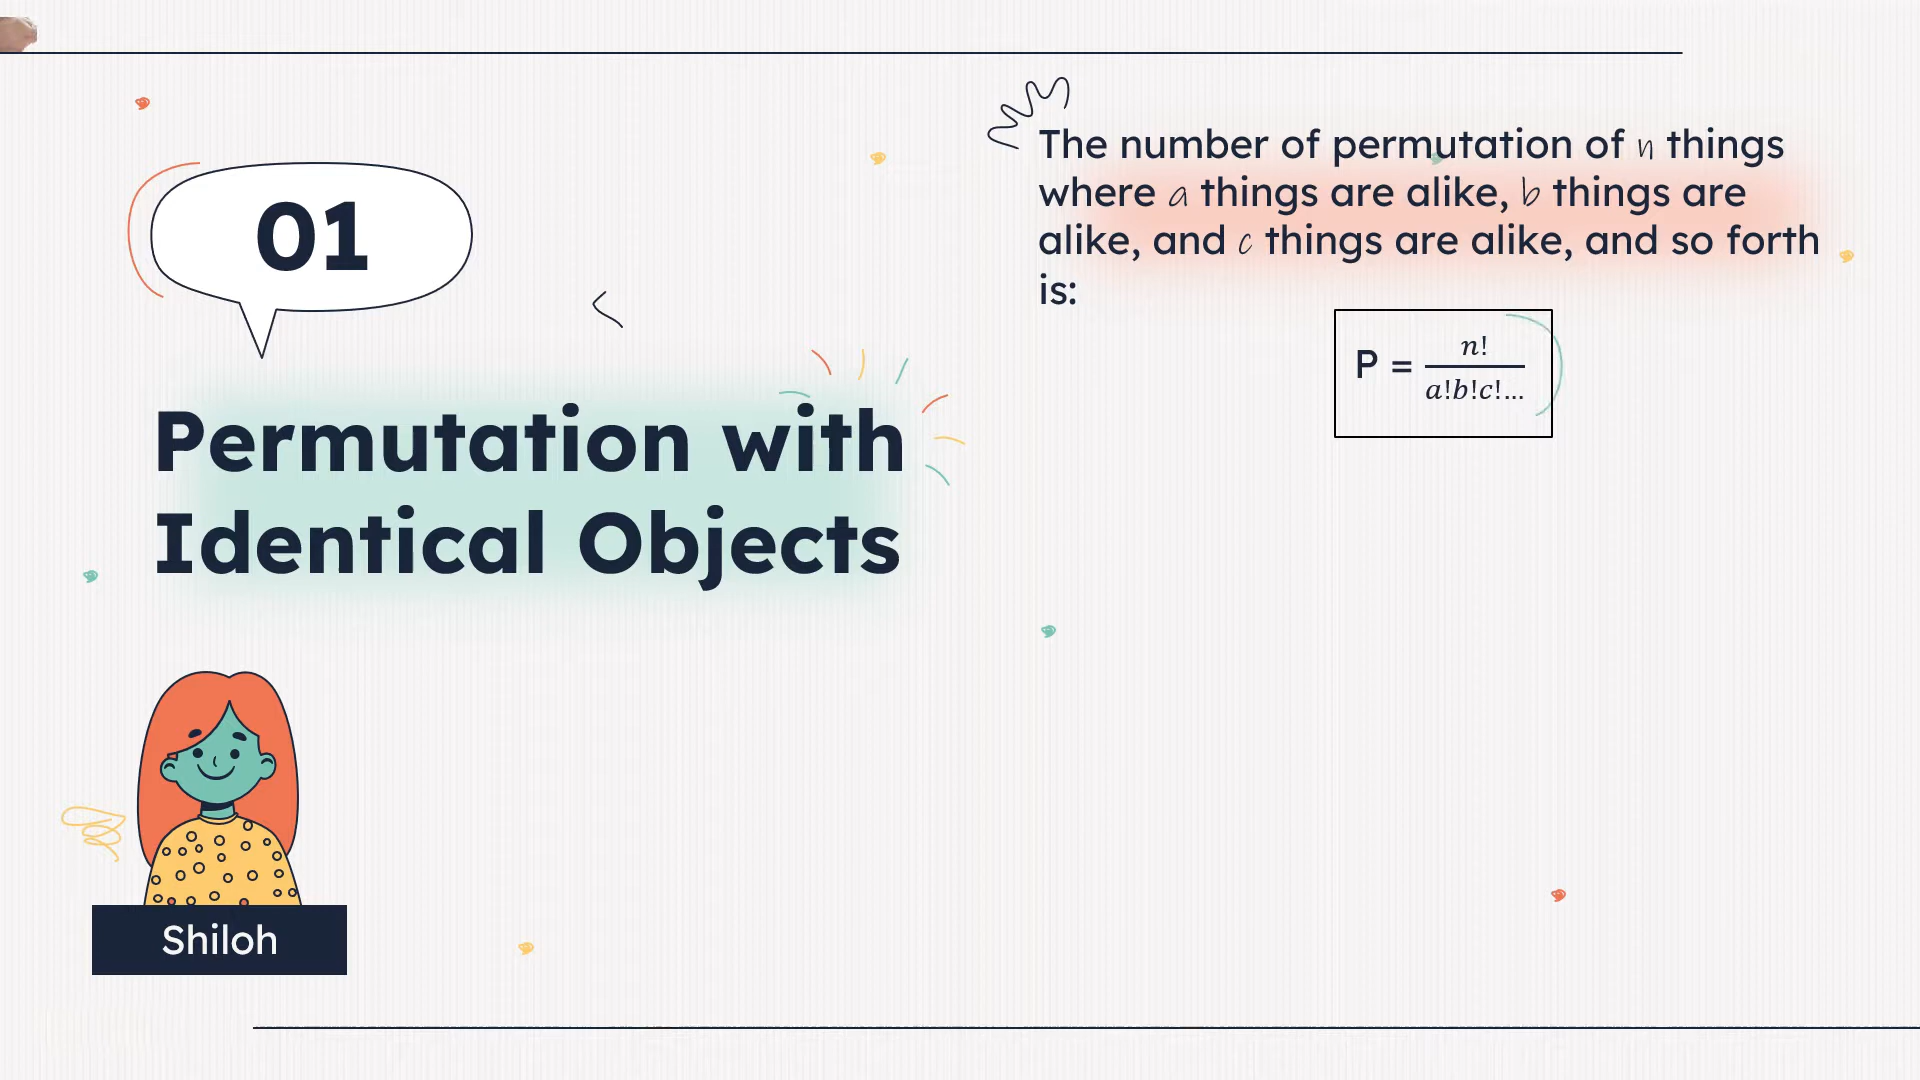 01
Permutation with
Identical Objects
Shiloh
The number of permutation of n things
where a things are alike, b things are
alike, and c things are alike, and so forth
is:
P = n!/a!b!c!...